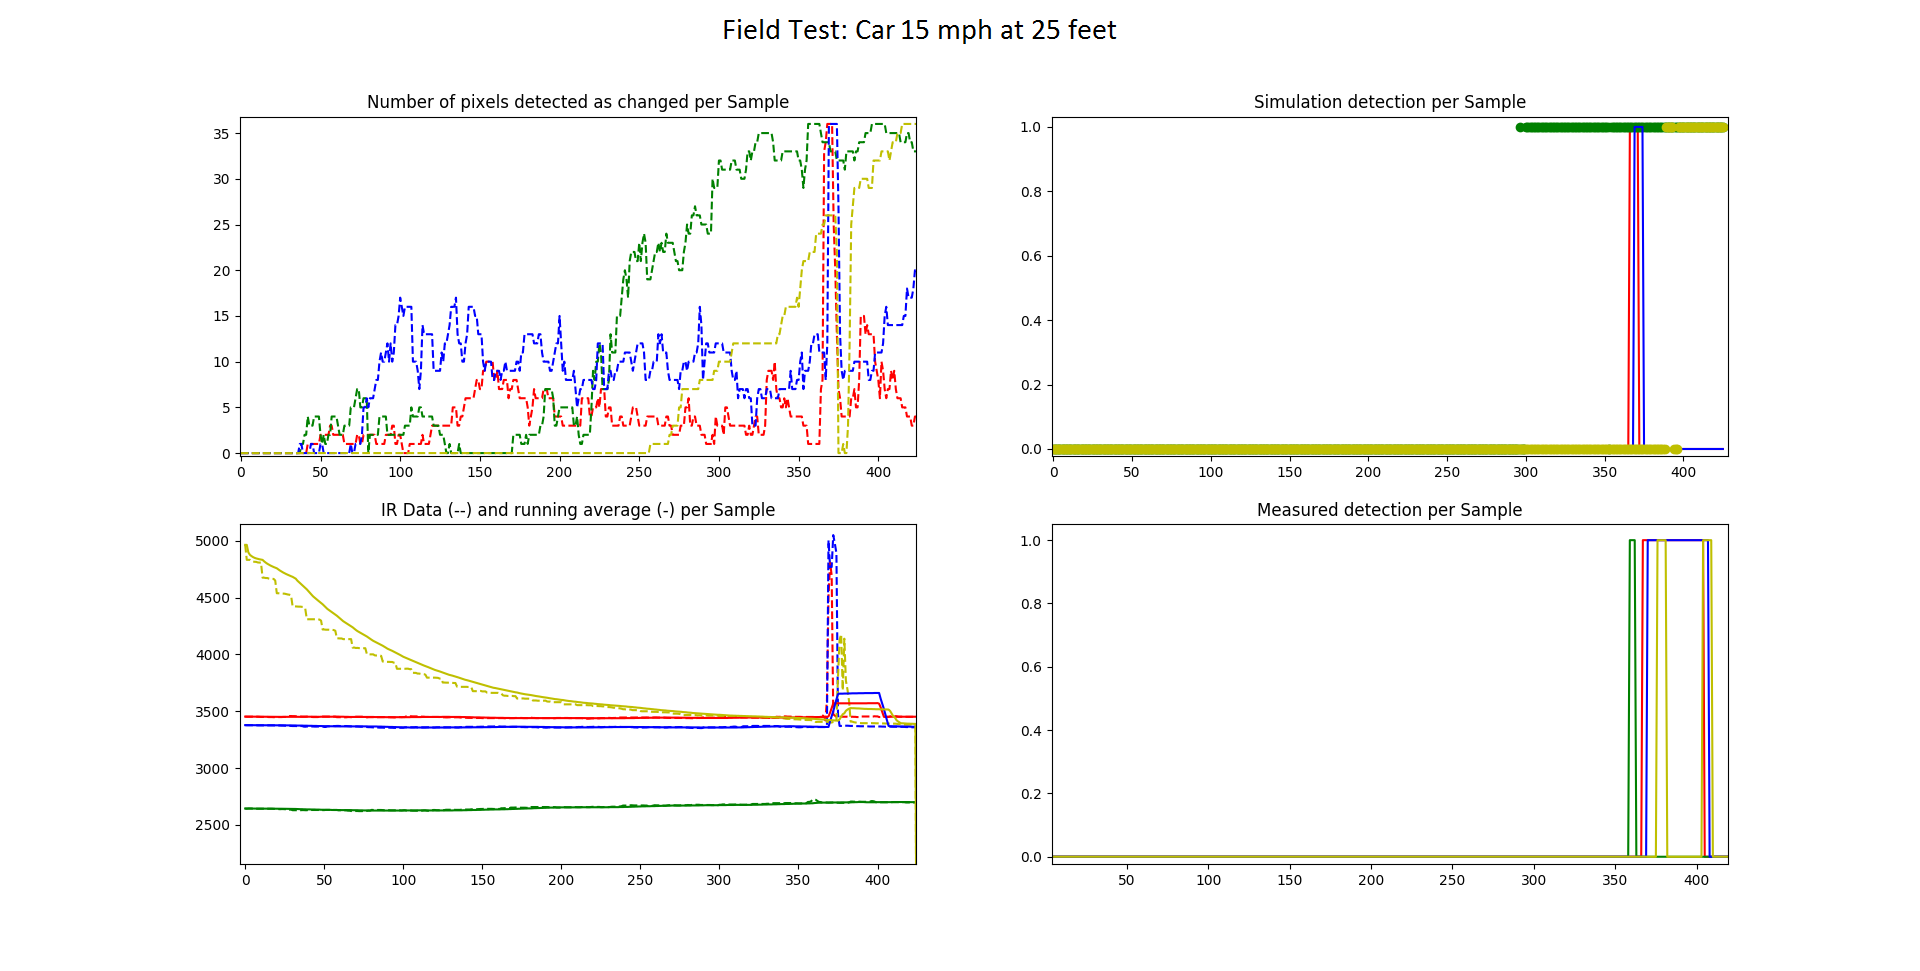 Field Test: Car 15 mph at 25 feet
Number of pixels detected as changed per Sample
35
30
25
20
15
10
5
0
0 50 100 150 200 250 300 350 400
Simulation detection per Sample
1.0
0.8
0.6
0.4
0.2
0.0
0 50 100 150 200 250 300 350 400
IR Data (--) and running average (-) per Sample
5000
4500
4000
3500
3000
2500
0 50 100 150 200 250 300 350 400
Measured detection per Sample
1.0
0.8
0.6
0.4
0.2
0.0
50 100 150 200 250 300 350 400